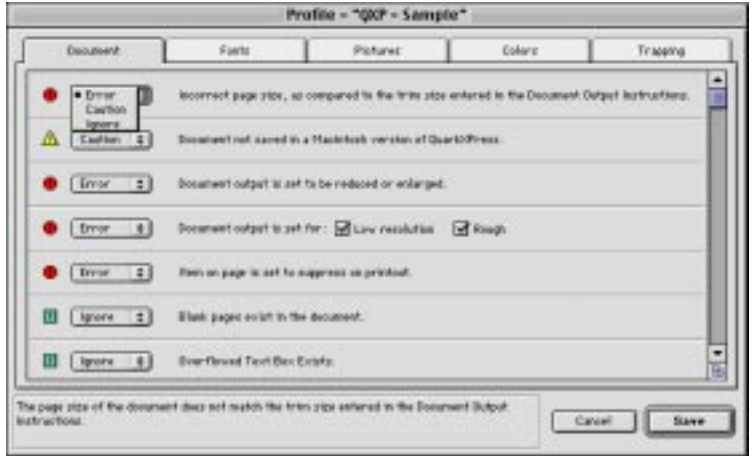 Profile - "QXP - Sample"
Document Fonts Pictures Colors Trapping
Error
Caution
Ignore
Incorrect page size, as compared to the trim size entered in the Document Output Instructions.
Caution Document not saved in a Macintosh version of QuarkXPress.
Error Document output is set to be reduced or enlarged.
Error Document output is set for: Low resolution Rough
Error Item on page is set to suppress on printout.
Ignore Blank pages exist in the document.
Ignore Overflowed Text Box Exists.
The page size of the document does not match the trim size entered in the Document Output
Instructions.
Cancel Save